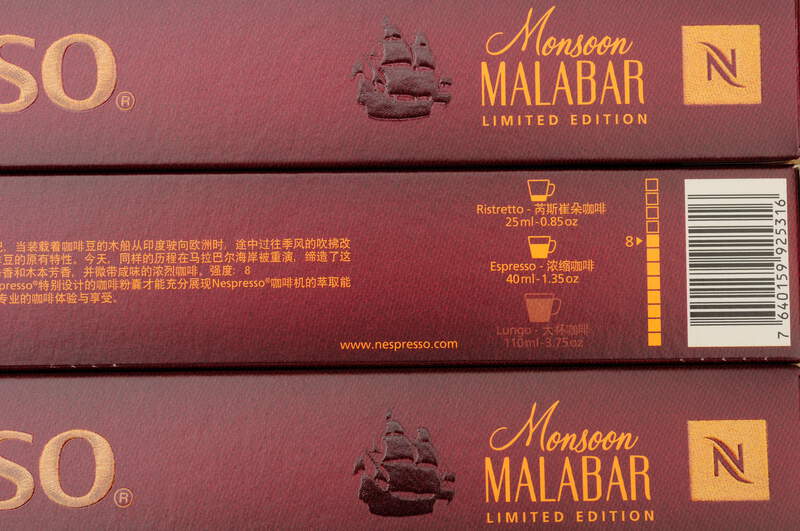 SO®
Monsoon
MALABAR
LIMITED EDITION
N
当装载着咖啡豆的木船从印度驶向欧洲时, 途中过往季风的吹拂改
豆的原有特性。今天, 同样的历程在马拉巴尔海岸被重演, 缔造了这
香和木本芳香, 并微带咸味的浓烈咖啡。强度: 8
presso®特别设计的咖啡粉囊才能充分展现Nespresso®咖啡机的萃取能
专业的咖啡体验与享受。
www.nespresso.com
Ristretto - 芮斯崔朵咖啡
25ml-0.85oz
Espresso - 浓缩咖啡
40ml-1.35oz
Lungo - 大杯咖啡
110ml-3.75oz
8
7 640159 925316
SO®
Monsoon
MALABAR
LIMITED EDITION
N